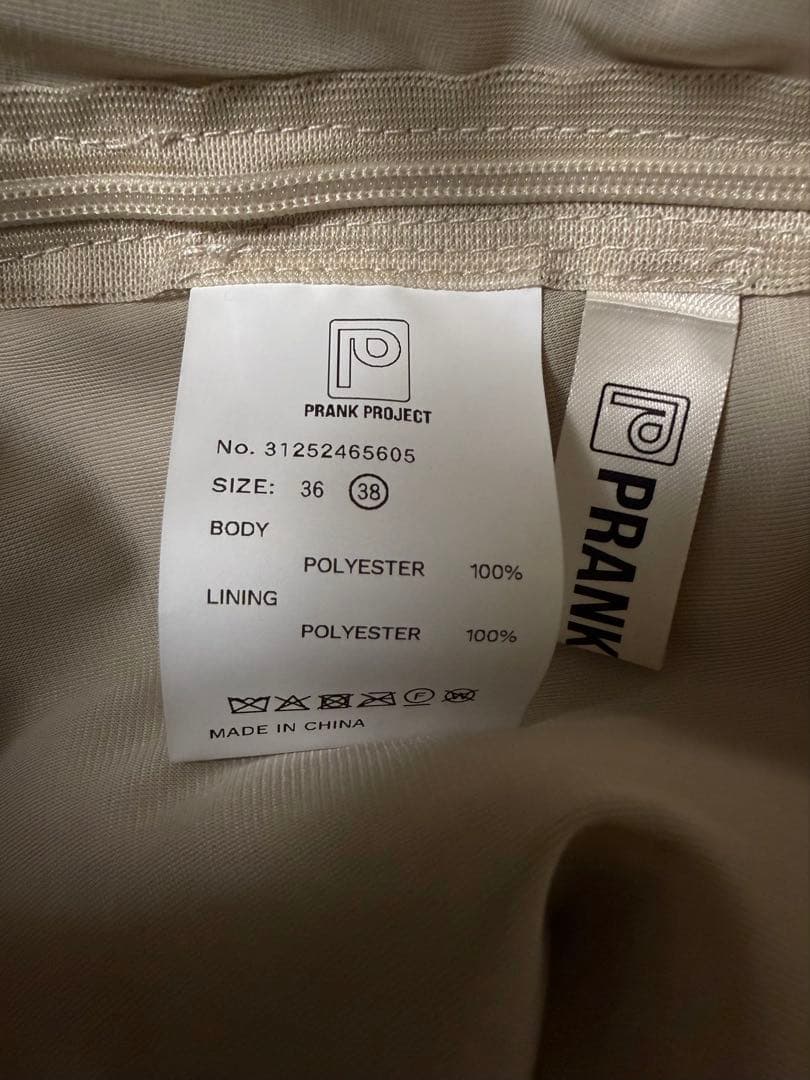 PRANK PROJECT
No. 31252465605
SIZE: 36 38
BODY
POLYESTER 100%
LINING
POLYESTER 100%
F W
MADE IN CHINA
PRANK